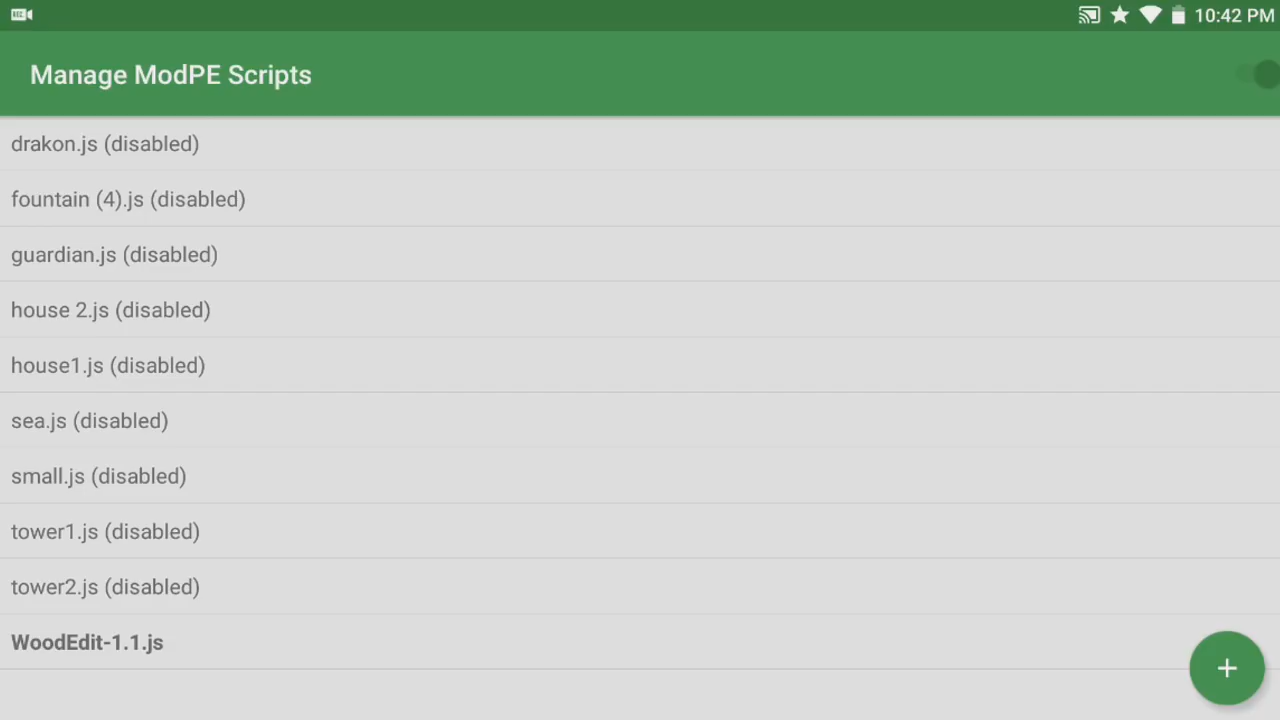 REC
10:42 PM
Manage ModPE Scripts
drakon.js (disabled)
fountain (4).js (disabled)
guardian.js (disabled)
house 2.js (disabled)
house1.js (disabled)
sea.js (disabled)
small.js (disabled)
tower1.js (disabled)
tower2.js (disabled)
WoodEdit-1.1.js
+